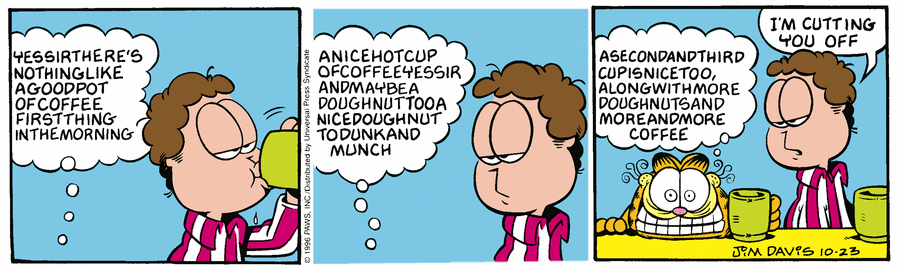 YESSIRTHERE'S
NOTHINGLIKE
AGOODPOT
OFCOFFEE
FIRSTTHING
INTHEMORNING
© 1996 PAWS, INC./Distributed by Universal Press Syndicate
ANICEHOTCUP
OFCOFFEEYESSIR
ANDMAYBEA
DOUGHNUTTOOA
NICEDOUGHNUT
TODUNKAND
MUNCH
ASECONDANDTHIRD
CUPISNICETOO,
ALONGWITHMORE
DOUGHNUTSAND
MOREANDMORE
COFFEE
I'M CUTTING
YOU OFF
JIM DAVIS 10-23